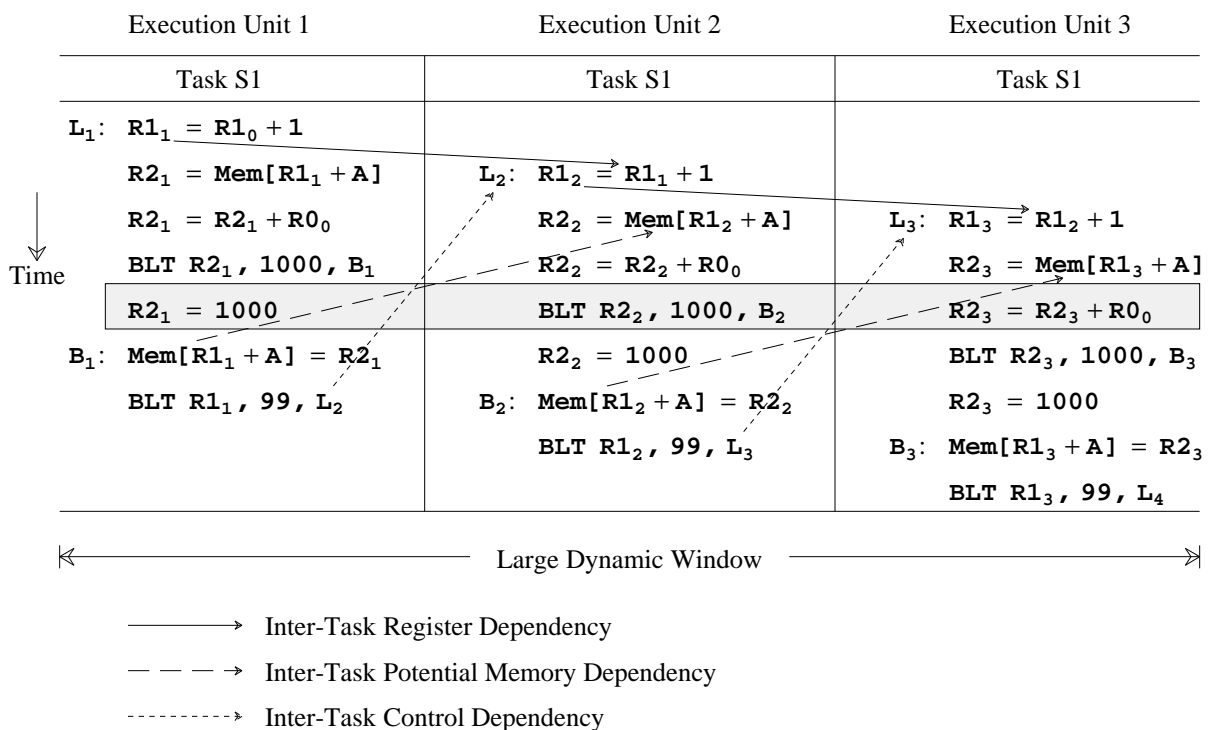 Execution Unit 1 Execution Unit 2 Execution Unit 3
Task S1 Task S1 Task S1
L₁: R1₁ = R1₀ + 1
R2₁ = Mem[R1₁ + A] L₂: R1₂ = R1₁ + 1
R2₁ = R2₁ + R0₀ R2₂ = Mem[R1₂ + A] L₃: R1₃ = R1₂ + 1
Time BLT R2₁, 1000, B₁ R2₂ = R2₂ + R0₀ R2₃ = Mem[R1₃ + A]
R2₁ = 1000 BLT R2₂, 1000, B₂ R2₃ = R2₃ + R0₀
B₁: Mem[R1₁ + A] = R2₁ R2₂ = 1000 BLT R2₃, 1000, B₃
BLT R1₁, 99, L₂ B₂: Mem[R1₂ + A] = R2₂ R2₃ = 1000
BLT R1₂, 99, L₃ B₃: Mem[R1₃ + A] = R2₃
BLT R1₃, 99, L₄
Large Dynamic Window
Inter-Task Register Dependency
Inter-Task Potential Memory Dependency
Inter-Task Control Dependency